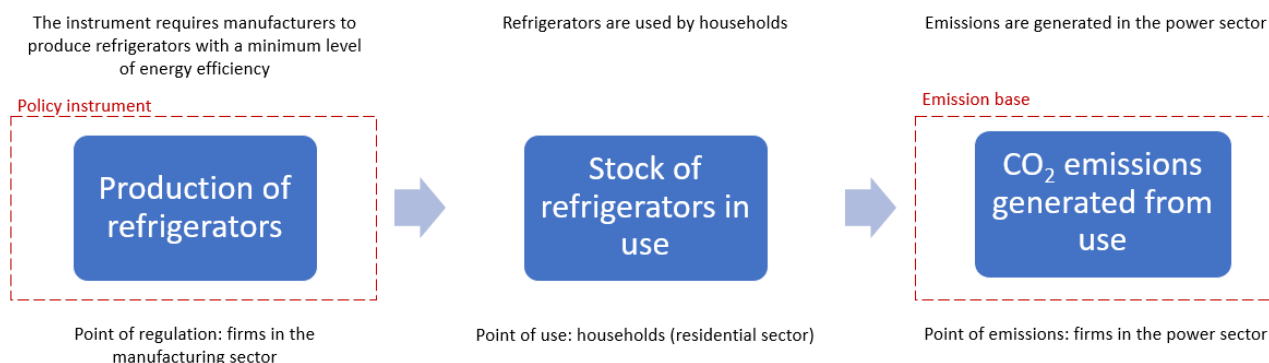 The instrument requires manufacturers to
produce refrigerators with a minimum level
of energy efficiency
Refrigerators are used by households
Emissions are generated in the power sector
Policy instrument
Emission base
Production of
refrigerators
Stock of
refrigerators in
use
CO₂ emissions
generated from
use
Point of regulation: firms in the
manufacturing sector
Point of use: households (residential sector)
Point of emissions: firms in the power sector